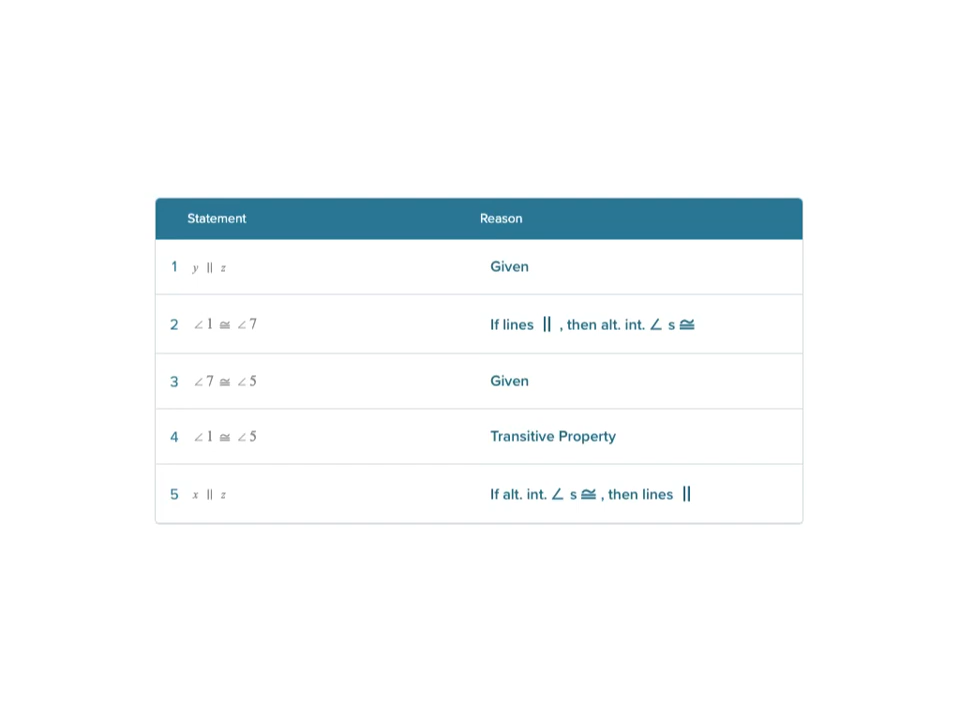 Statement Reason
1 y || z Given
2 ∠1 ≅ ∠7 If lines || , then alt. int. ∠ s ≅
3 ∠7 ≅ ∠5 Given
4 ∠1 ≅ ∠5 Transitive Property
5 x || z If alt. int. ∠ s ≅ , then lines ||